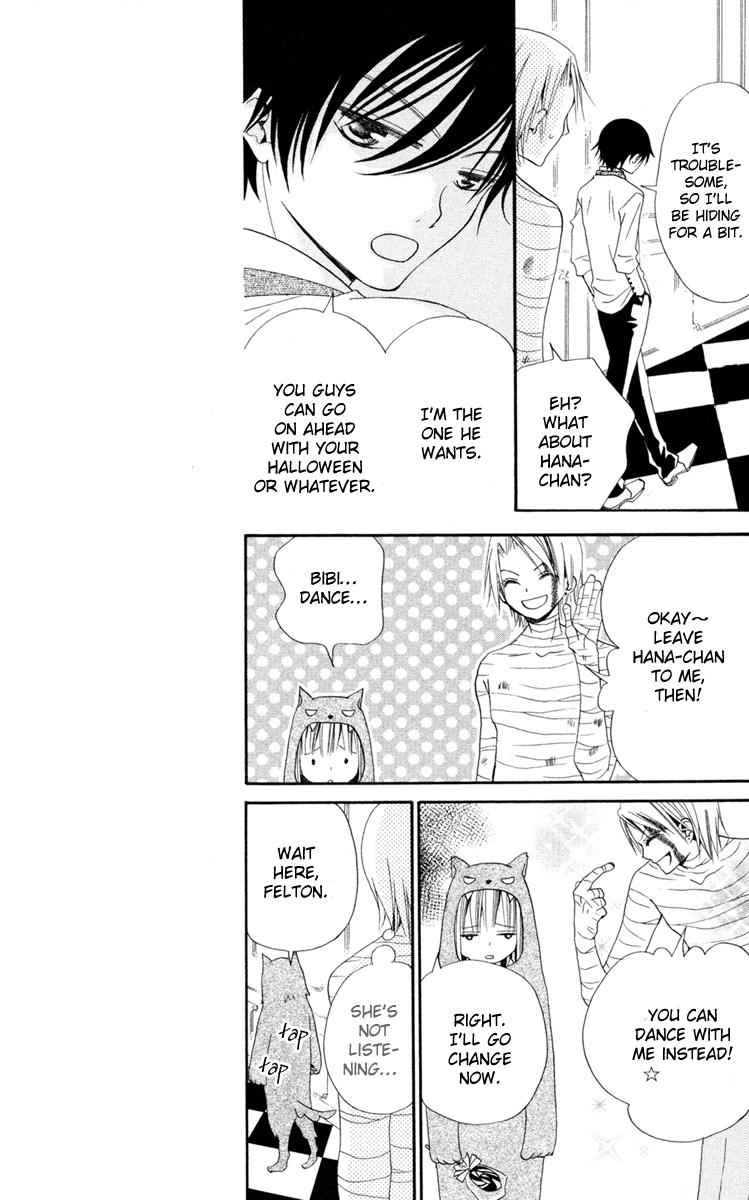 IT'S
TROUBLE-
SOME,
SO I'LL
BE HIDING
FOR A BIT.
EH?
WHAT
ABOUT
HANA-
CHAN?
I'M THE
ONE HE
WANTS.
YOU GUYS
CAN GO
ON AHEAD
WITH YOUR
HALLOWEEN
OR WHATEVER.
OKAY~
LEAVE
HANA-CHAN
TO ME,
THEN!
BIBI...
DANCE...
YOU CAN
DANCE WITH
ME INSTEAD!
☆
RIGHT.
I'LL GO
CHANGE
NOW.
WAIT
HERE,
FELTON.
SHE'S
NOT
LISTE-
NING...
tap
tap